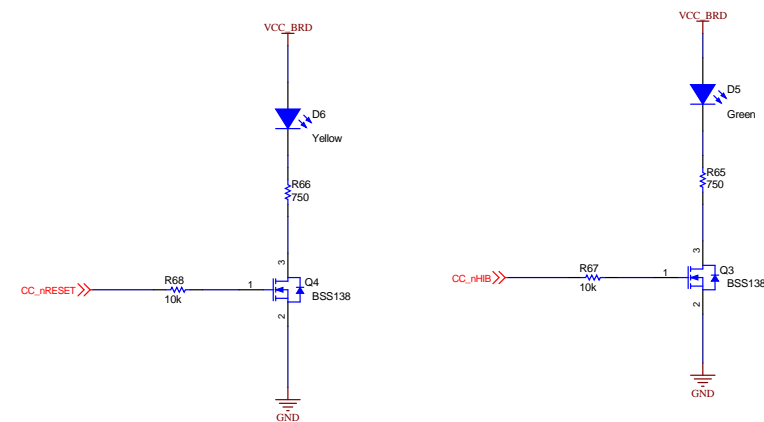 VCC_BRD
D6
Yellow
R66
750
3
Q4
BSS138
CC_nRESET
R68
10k
1
2
GND
VCC_BRD
D5
Green
R65
750
3
Q3
BSS138
CC_nHIB
R67
10k
1
2
GND